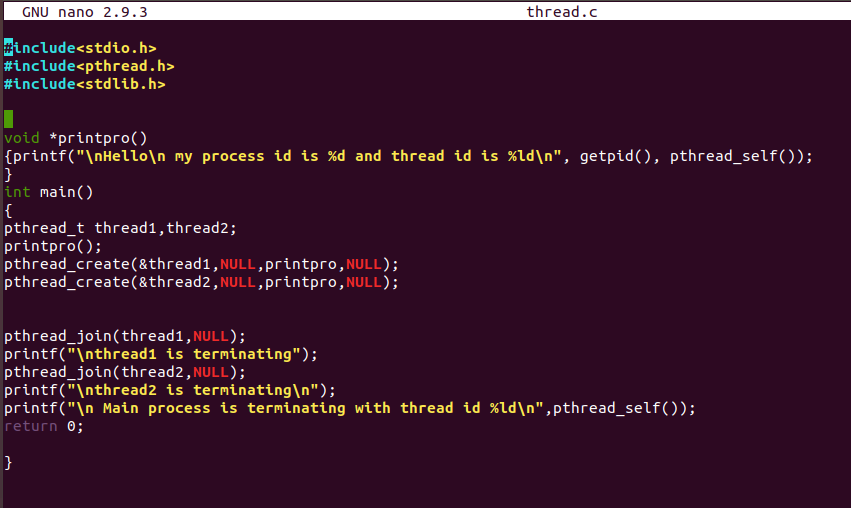 GNU nano 2.9.3 thread.c
#include<stdio.h>
#include<pthread.h>
#include<stdlib.h>
void *printpro()
{printf("\nHello\n my process id is %d and thread id is %ld\n", getpid(), pthread_self());
}
int main()
{
pthread_t thread1,thread2;
printpro();
pthread_create(&thread1,NULL,printpro,NULL);
pthread_create(&thread2,NULL,printpro,NULL);
pthread_join(thread1,NULL);
printf("\nthread1 is terminating");
pthread_join(thread2,NULL);
printf("\nthread2 is terminating\n");
printf("\n Main process is terminating with thread id %ld\n",pthread_self());
return 0;
}